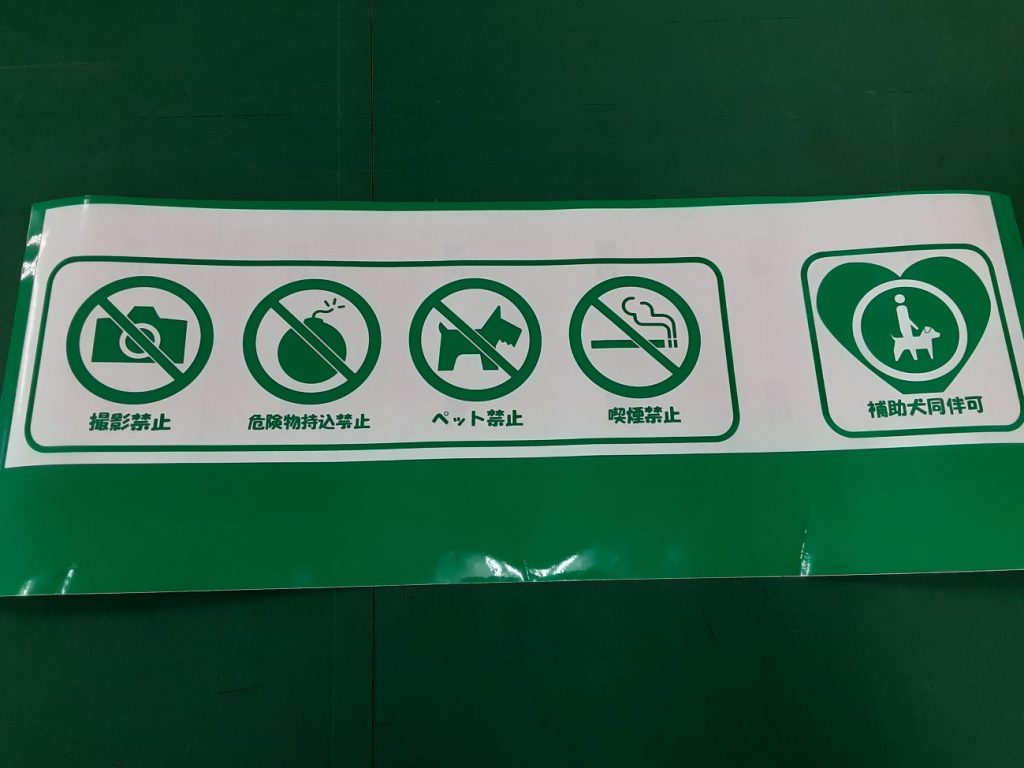 撮影禁止
危険物持込禁止
ペット禁止
喫煙禁止
補助犬同伴可